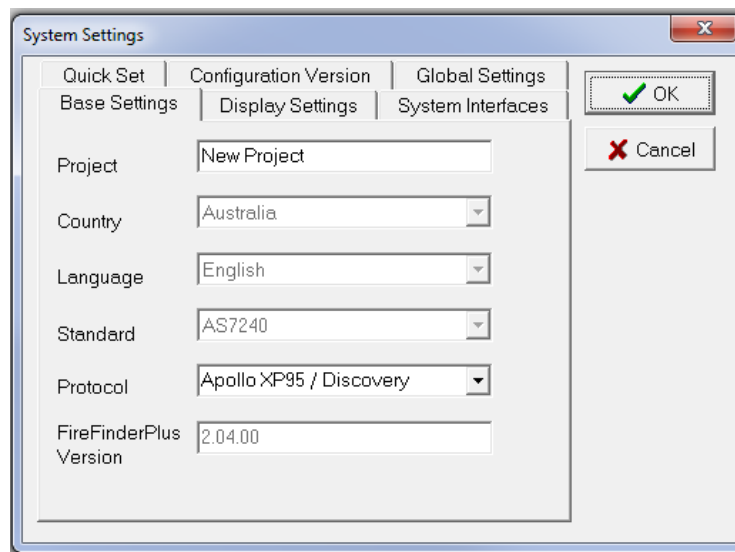 System Settings
Quick Set Configuration Version Global Settings
Base Settings Display Settings System Interfaces
OK
Cancel
Project New Project
Country Australia
Language English
Standard AS7240
Protocol Apollo XP95 / Discovery
FireFinderPlus
Version 2.04.00